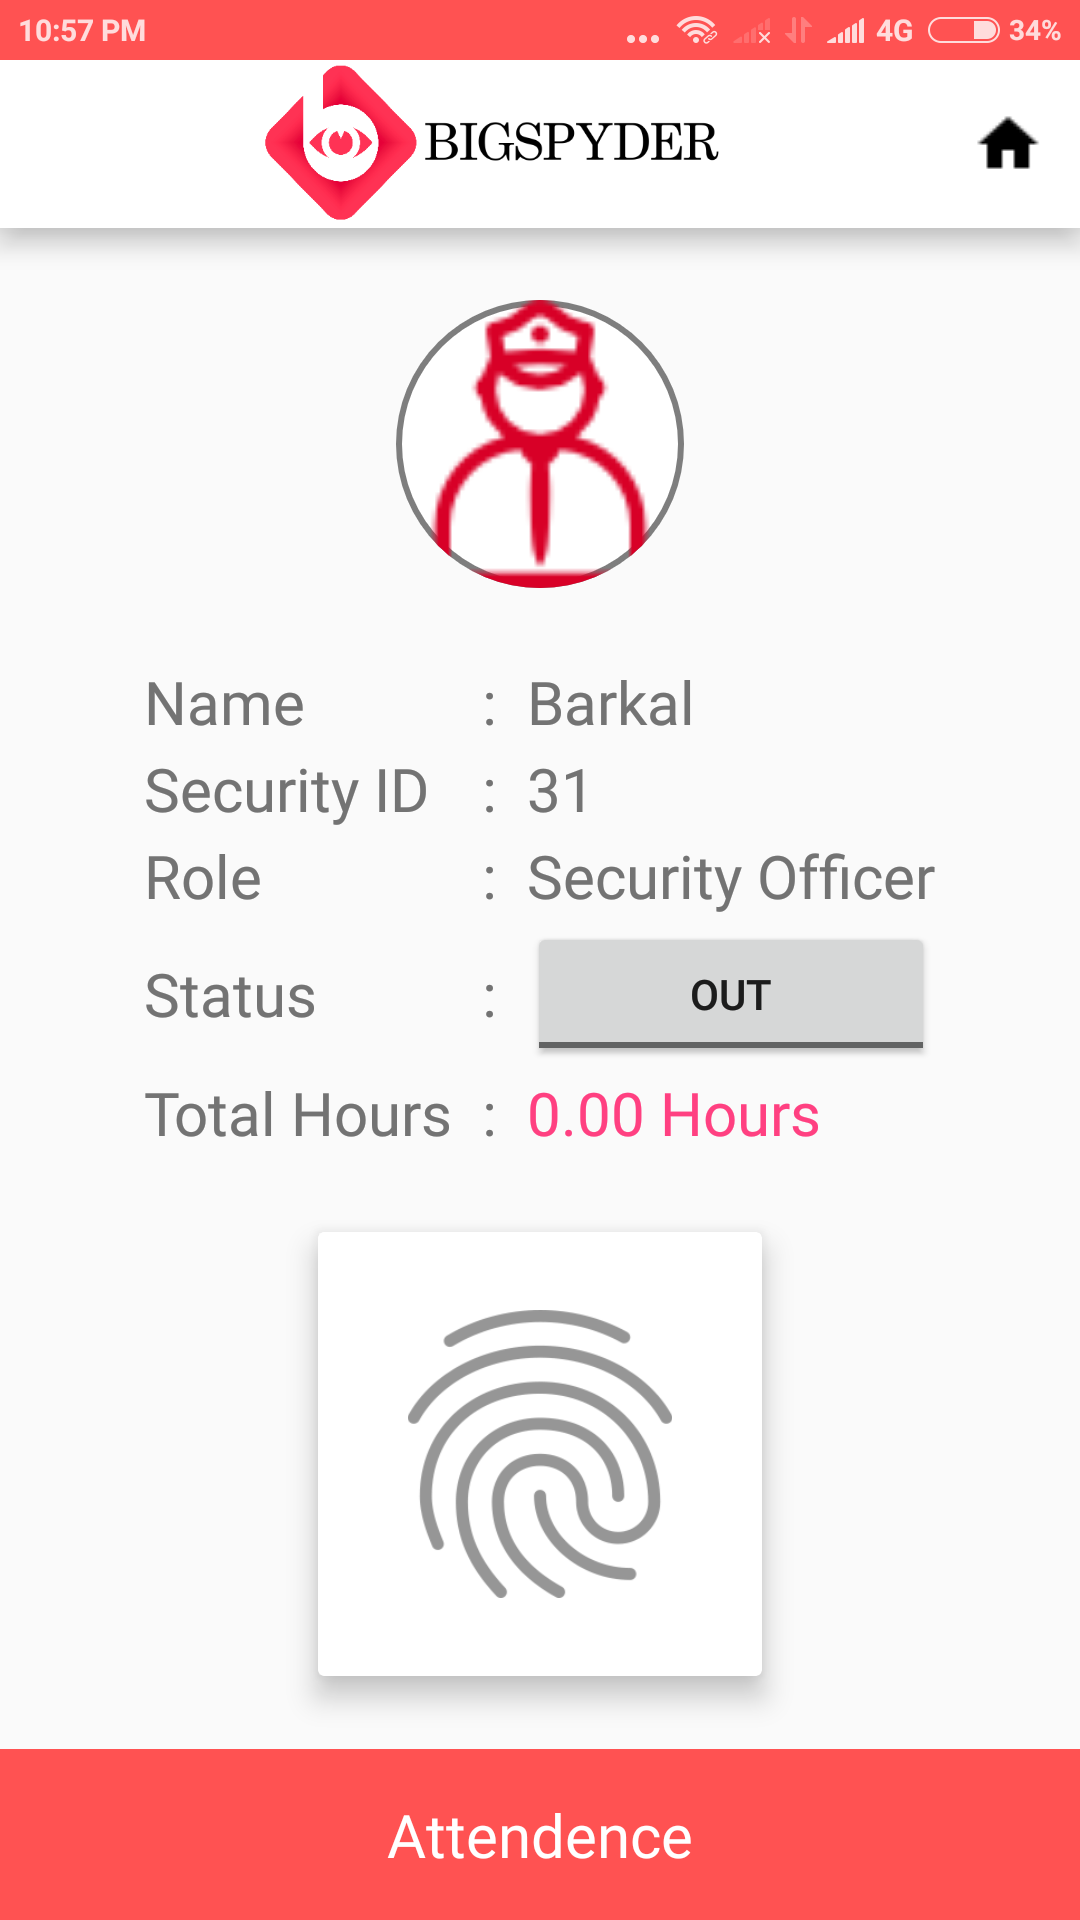 10:57 PM ... 4G 34%
BIGSPYDER
Name : Barkal
Security ID : 31
Role : Security Officer
Status : OUT
Total Hours : 0.00 Hours
Attendence